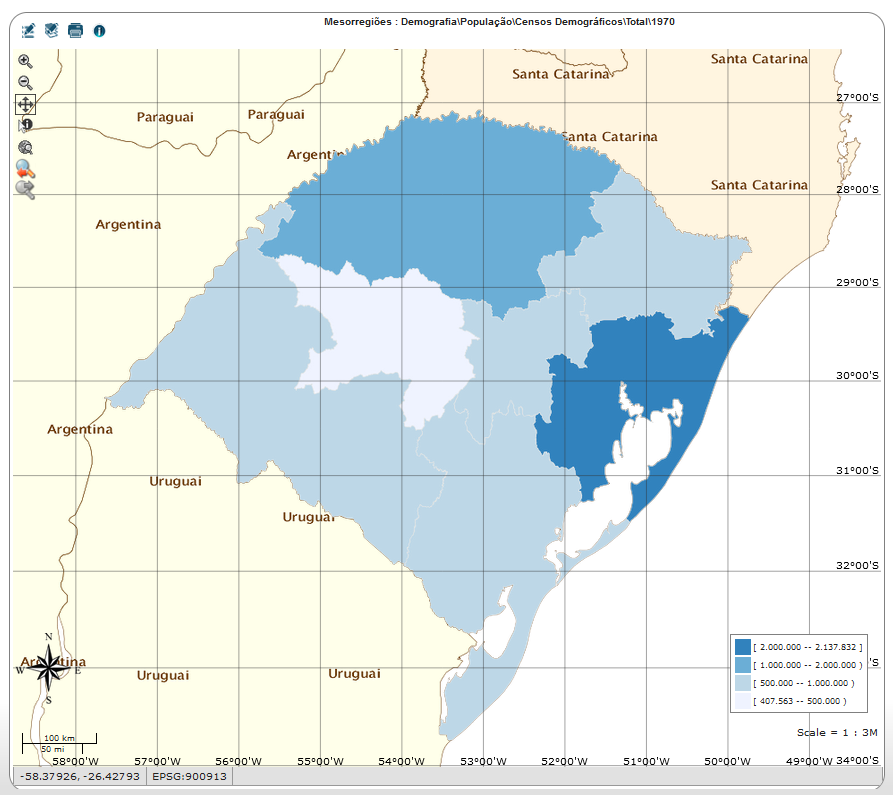 Mesorregiões : Demografia\População\Censos Demográficos\Total\1970
Santa Catarina
Santa Catarina
27°00'S
Paraguai
Paraguai
Santa Catarina
Argentin
Santa Catarina
28°00'S
Argentina
29°00'S
30°00'S
Argentina
31°00'S
Uruguai
Uruguai
32°00'S
N
W
E
S
Argentina
Uruguai
Uruguai
[ 2.000.000 -- 2.137.832 ]
[ 1.000.000 -- 2.000.000 )
[ 500.000 -- 1.000.000 )
[ 407.563 -- 500.000 )
'S
Scale = 1 : 3M
100 km
50 mi
58°00'W
57°00'W
56°00'W
55°00'W
54°00'W
53°00'W
52°00'W
51°00'W
50°00'W
49°00'W
34°00'S
-58.37926, -26.42793
EPSG:900913